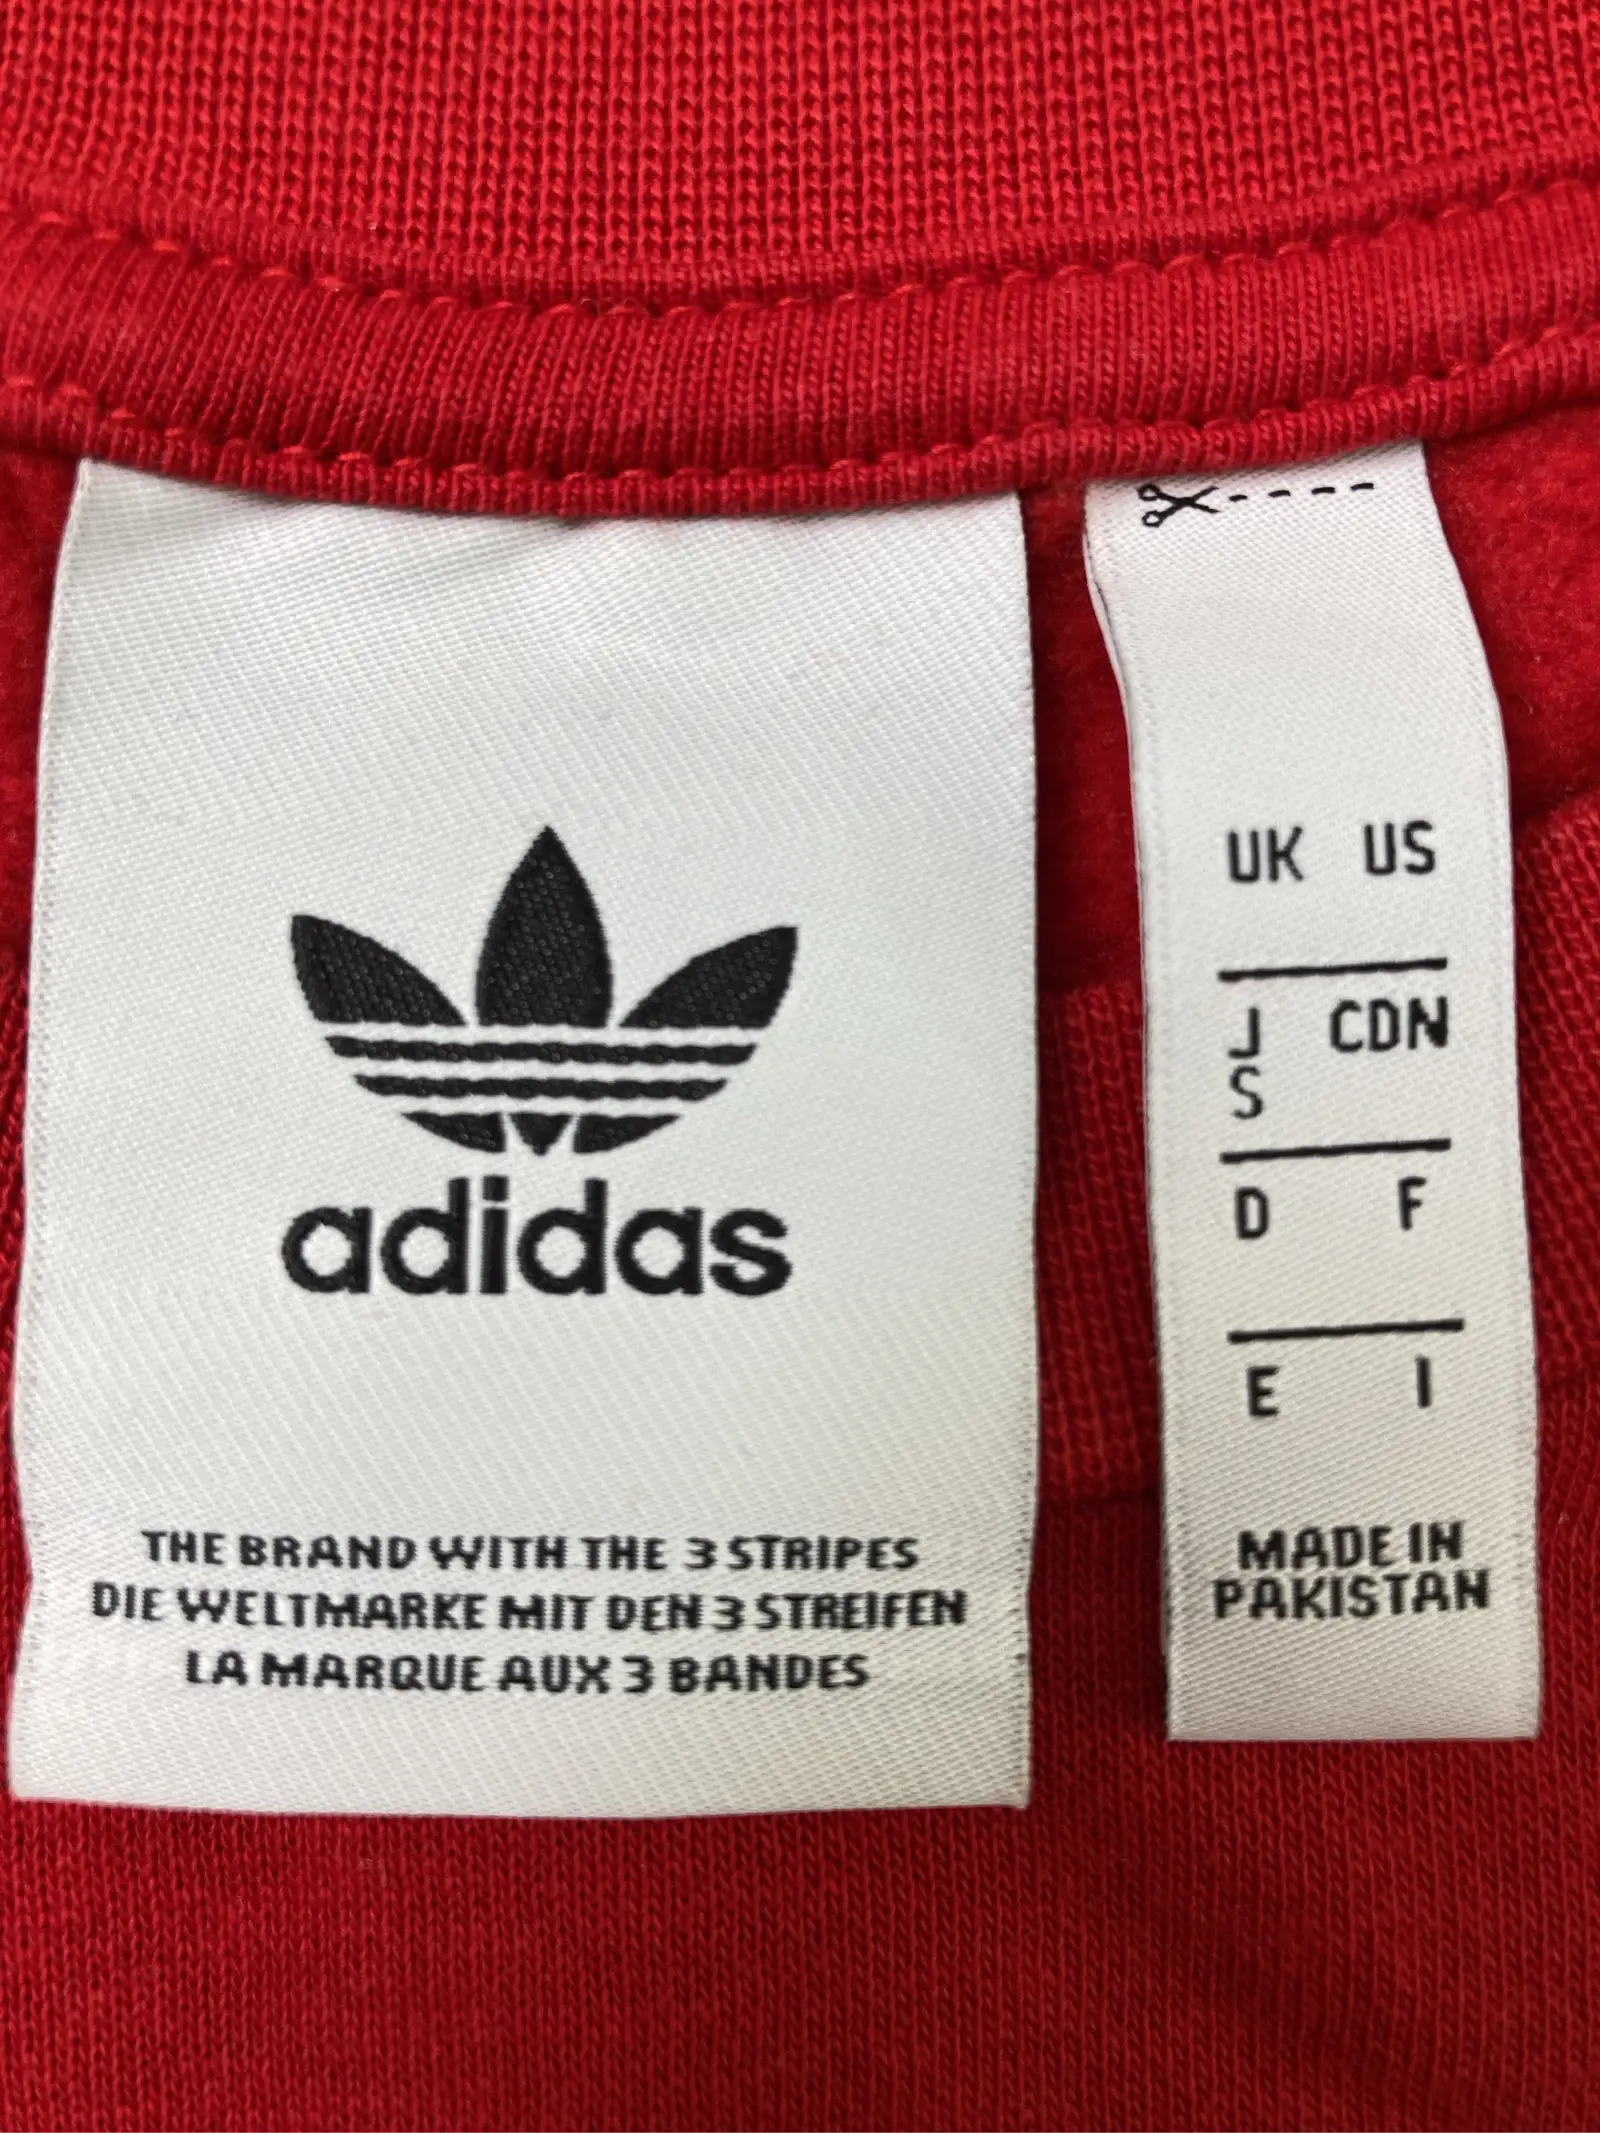 adidas
THE BRAND WITH THE 3 STRIPES
DIE WELTMARKE MIT DEN 3 STREIFEN
LA MARQUE AUX 3 BANDES
UK US
J CDN
S
D F
E I
MADE IN
PAKISTAN